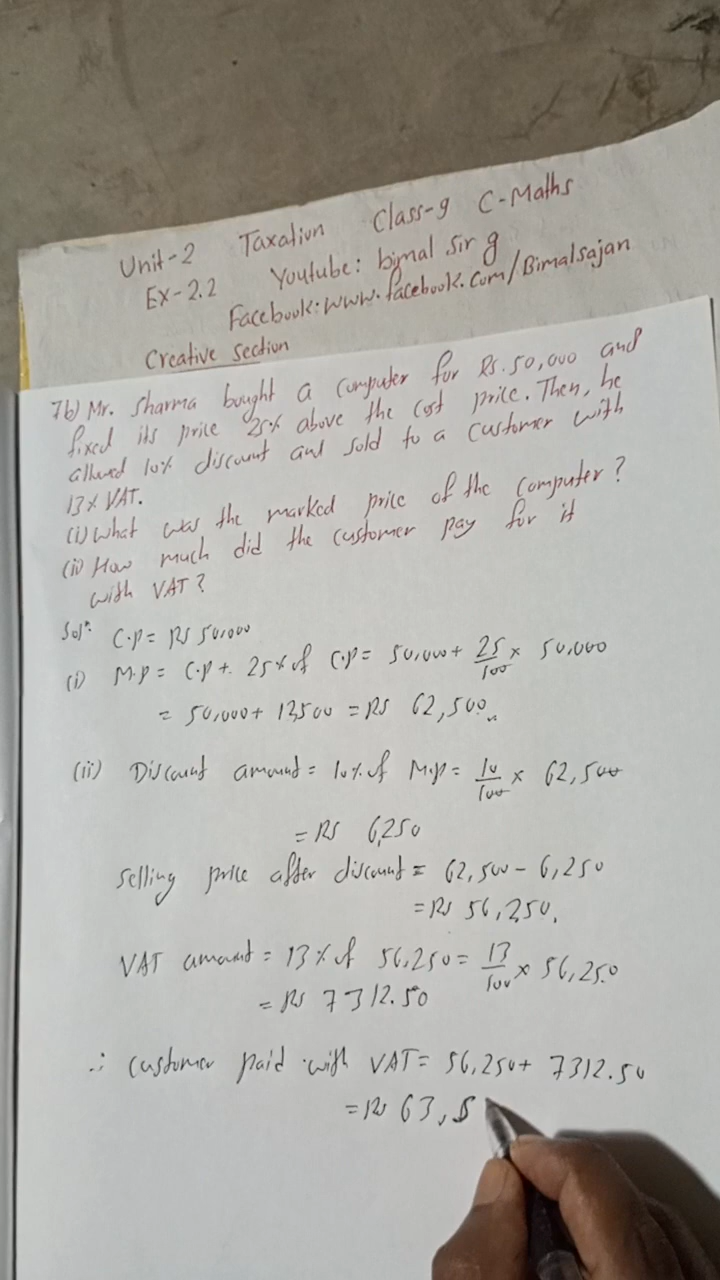 Unit-2 Taxation Class-9 C-Maths
Ex-2.2 Youtube: bimal sir g
Facebook:www.facebook.com/Bimalsajan
Creative section
7b) Mr. Sharma bought a computer for Rs.50,000 and
fixed its price 25% above the cost price. Then, he
allowed 10% discount and sold to a customer with
13% VAT.
(i) What was the marked price of the computer?
(ii) How much did the customer pay for it
with VAT?
Solⁿ. C.p = Rs 50,000
(i) M.p = C.p + 25% of C.p = 50,000 + 25/100 × 50,000
= 50,000 + 12,500 = Rs 62,500.
(ii) Discount amount = 10% of M.p = 10/100 × 62,500
= Rs 6,250
Selling price after discount = 62,500 - 6,250
= Rs 56,250.
VAT amount = 13% of 56,250 = 13/100 × 56,250
= Rs 7312.50
∴ Customer paid with VAT = 56,250 + 7312.50
= Rs 63,5